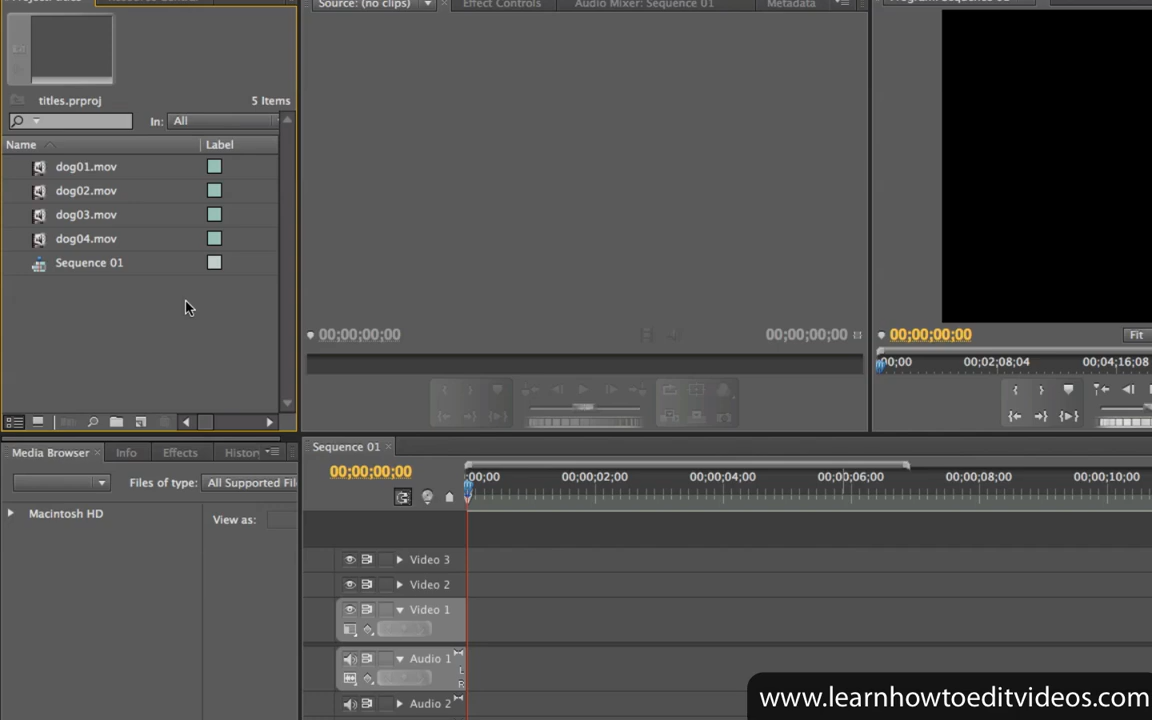 Source: (no clips)
Effect Controls
Audio Mixer: Sequence 01
Metadata
titles.prproj
5 Items
In:
All
Name
Label
dog01.mov
dog02.mov
dog03.mov
dog04.mov
Sequence 01
00;00;00;00
00;00;00;00
00;00;00;00
Fit
00;00
00;02;08;04
00;04;16;08
Media Browser
Info
Effects
History
Files of type:
All Supported Fil
Macintosh HD
View as:
Sequence 01
00;00;00;00
;00;00
00;00;02;00
00;00;04;00
00;00;06;00
00;00;08;00
00;00;10;00
Video 3
Video 2
Video 1
Audio 1
L
R
Audio 2
www.learnhowtoeditvideos.com